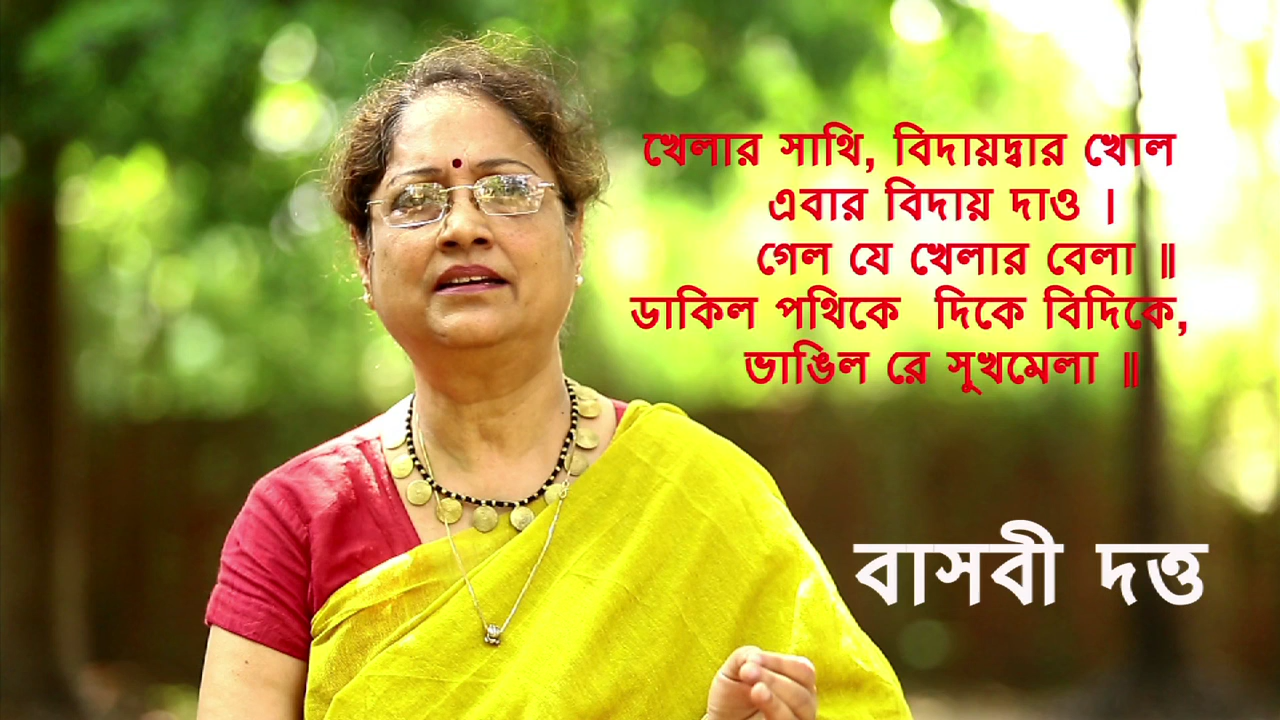 খেলার সাথি, বিদায়দ্বার খোল
এবার বিদায় দাও ।
গেল যে খেলার বেলা ॥
ডাকিল পথিকে দিকে বিদিকে,
ভাঙিল রে সুখমেলা ॥
বাসবী দত্ত